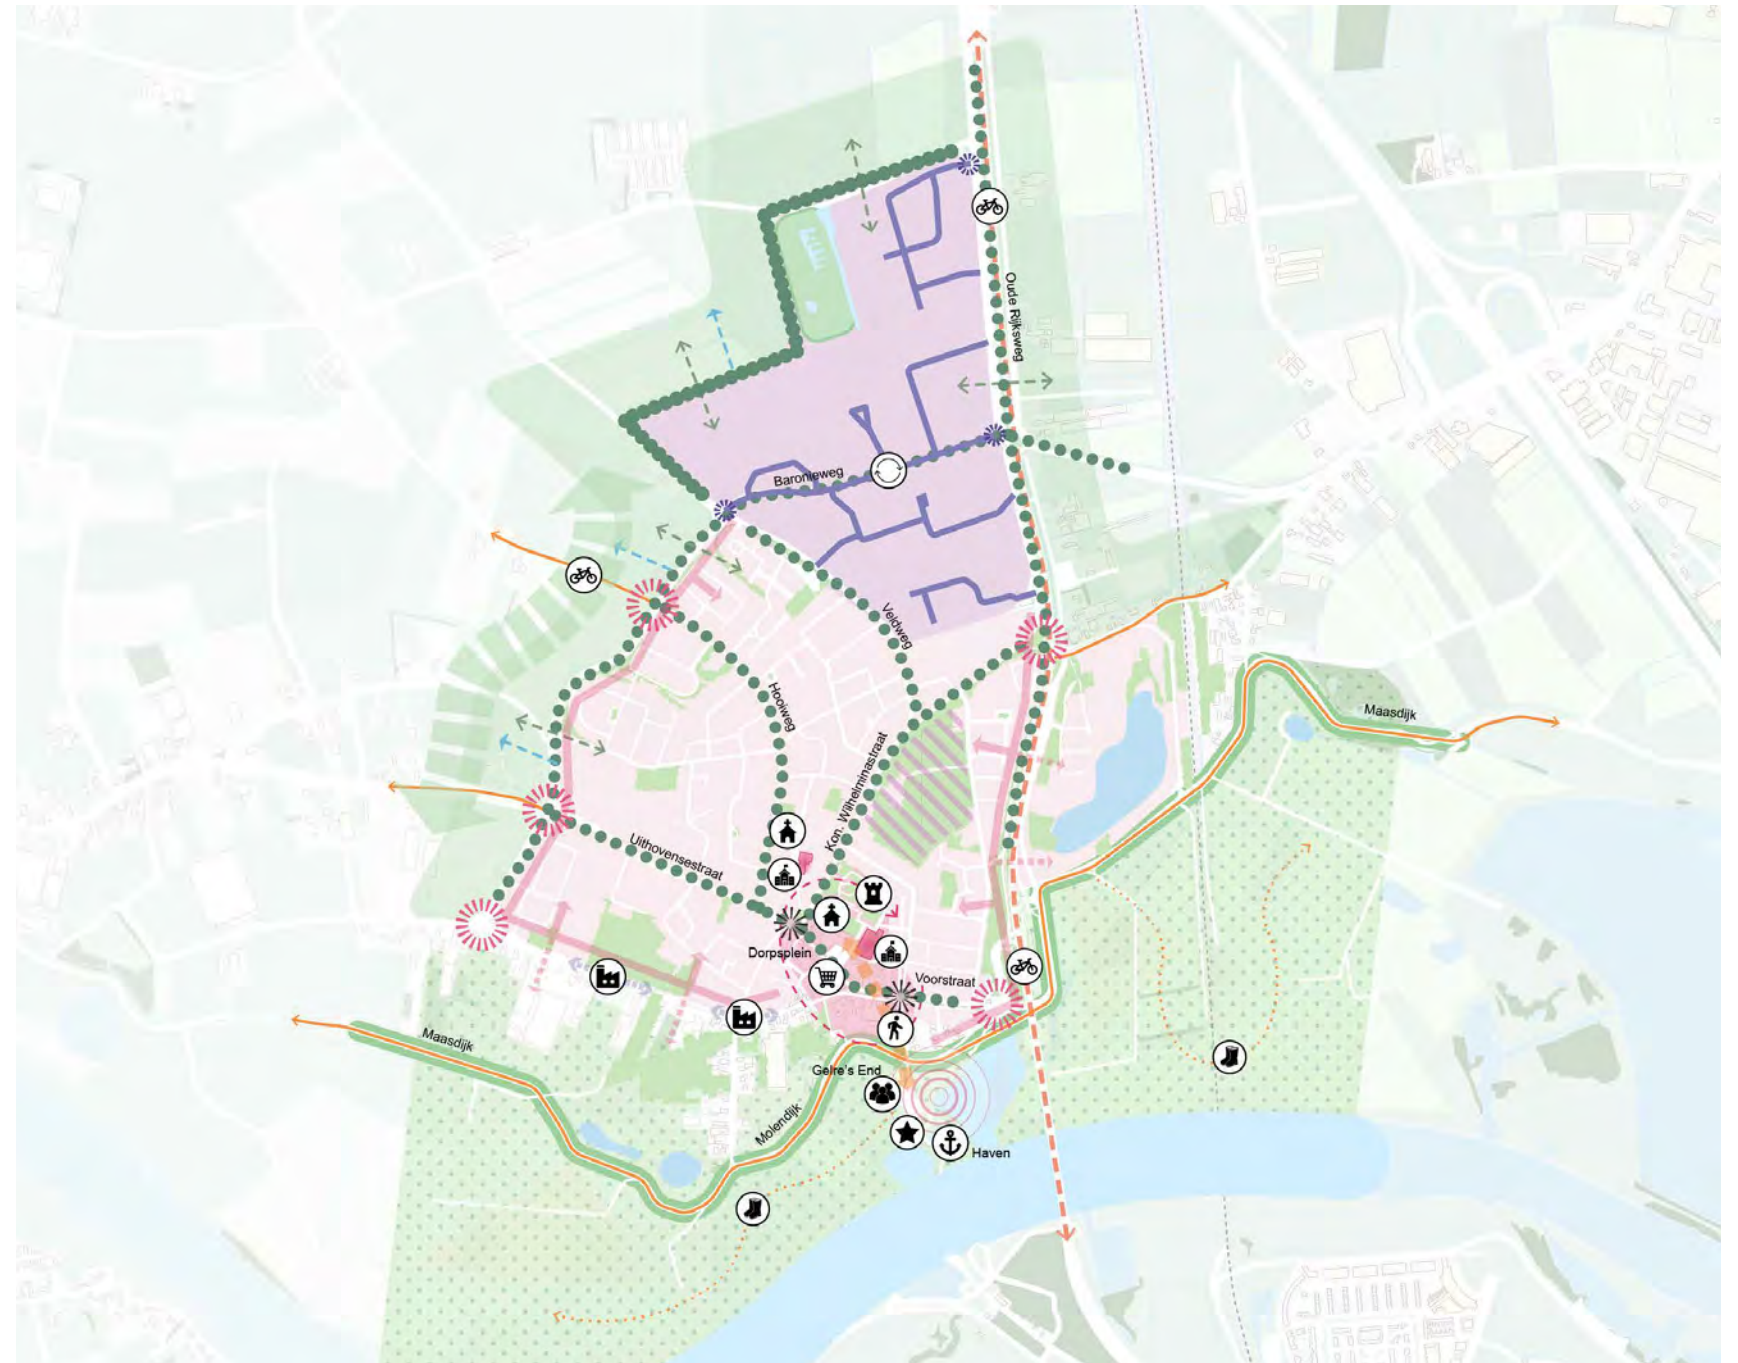 Oude Rijksweg
Baronieweg
Veldweg
Hooiweg
Maasdijk
Kon. Wilhelminastraat
Uithovensestraat
Dorpsplein
Voorstraat
Maasdijk
Gelre's End
Molendijk
Haven